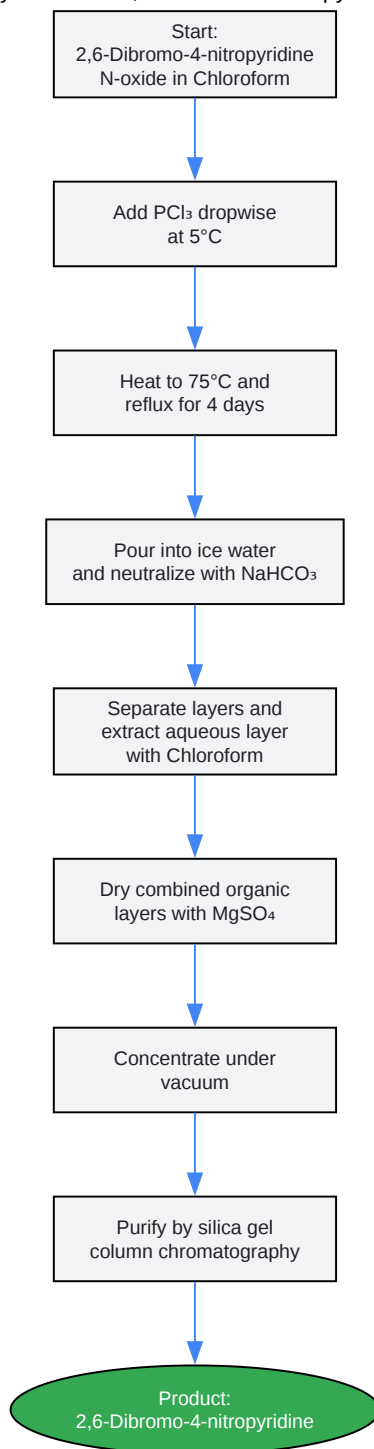 Start:
2,6-Dibromo-4-nitropyridine
N-oxide in Chloroform
Add PCl₃ dropwise
at 5°C
Heat to 75°C and
reflux for 4 days
Pour into ice water
and neutralize with NaHCO₃
Separate layers and
extract aqueous layer
with Chloroform
Dry combined organic
layers with MgSO₄
Concentrate under
vacuum
Purify by silica gel
column chromatography
Product:
2,6-Dibromo-4-nitropyridine